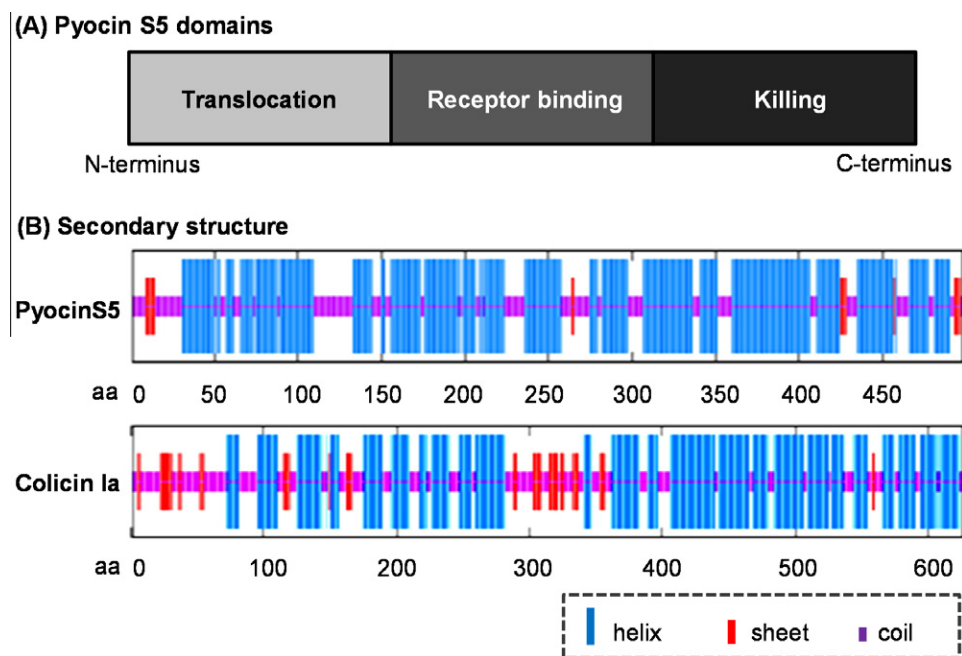 (A) Pyocin S5 domains
Translocation Receptor binding Killing
N-terminus C-terminus
(B) Secondary structure
PyocinS5
aa 0 50 100 150 200 250 300 350 400 450
Colicin Ia
aa 0 100 200 300 400 500 600
helix sheet coil